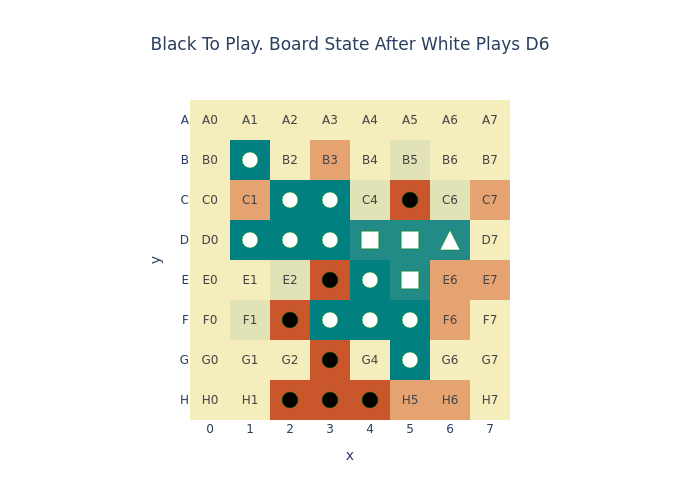 Black To Play. Board State After White Plays D6
A A0 A1 A2 A3 A4 A5 A6 A7
B B0 B2 B3 B4 B5 B6 B7
C C0 C1 C4 C6 C7
D D0 D7
E E0 E1 E2 E6 E7
F F0 F1 F6 F7
G G0 G1 G2 G4 G6 G7
H H0 H1 H5 H6 H7
0 1 2 3 4 5 6 7
x
y